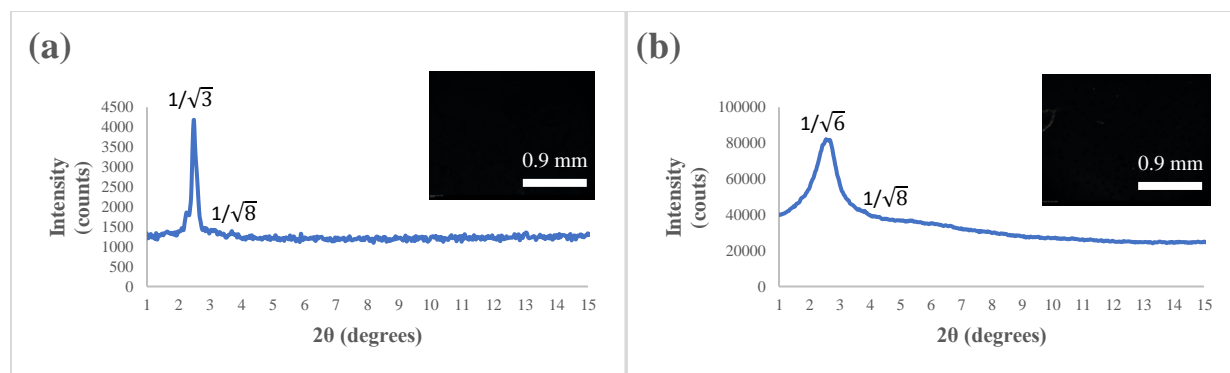 (a)
1/√3
1/√8
0.9 mm
4500
4000
3500
3000
2500
2000
1500
1000
500
0
Intensity
(counts)
1 2 3 4 5 6 7 8 9 10 11 12 13 14 15
2θ (degrees)
(b)
1/√6
1/√8
0.9 mm
100000
80000
60000
40000
20000
0
Intensity
(couts)
1 2 3 4 5 6 7 8 9 10 11 12 13 14 15
2θ (degrees)